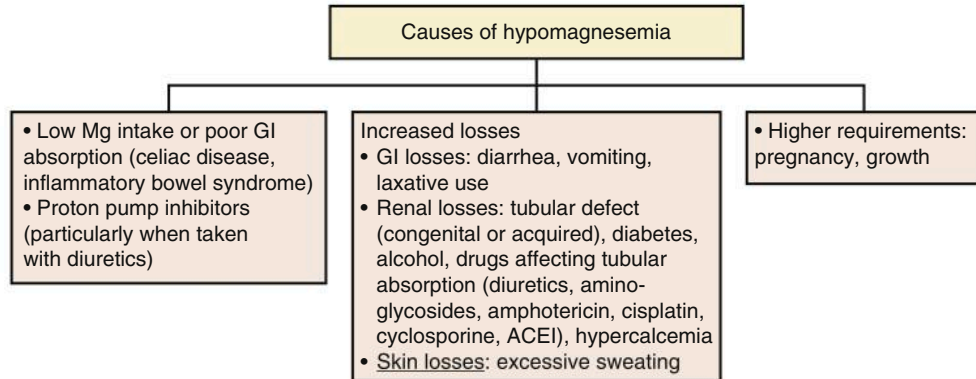 Causes of hypomagnesemia
• Low Mg intake or poor GI
absorption (celiac disease,
inflammatory bowel syndrome)
• Proton pump inhibitors
(particularly when taken
with diuretics)
Increased losses
• GI losses: diarrhea, vomiting,
laxative use
• Renal losses: tubular defect
(congenital or acquired), diabetes,
alcohol, drugs affecting tubular
absorption (diuretics, amino-
glycosides, amphotericin, cisplatin,
cyclosporine, ACEI), hypercalcemia
• Skin losses: excessive sweating
• Higher requirements:
pregnancy, growth